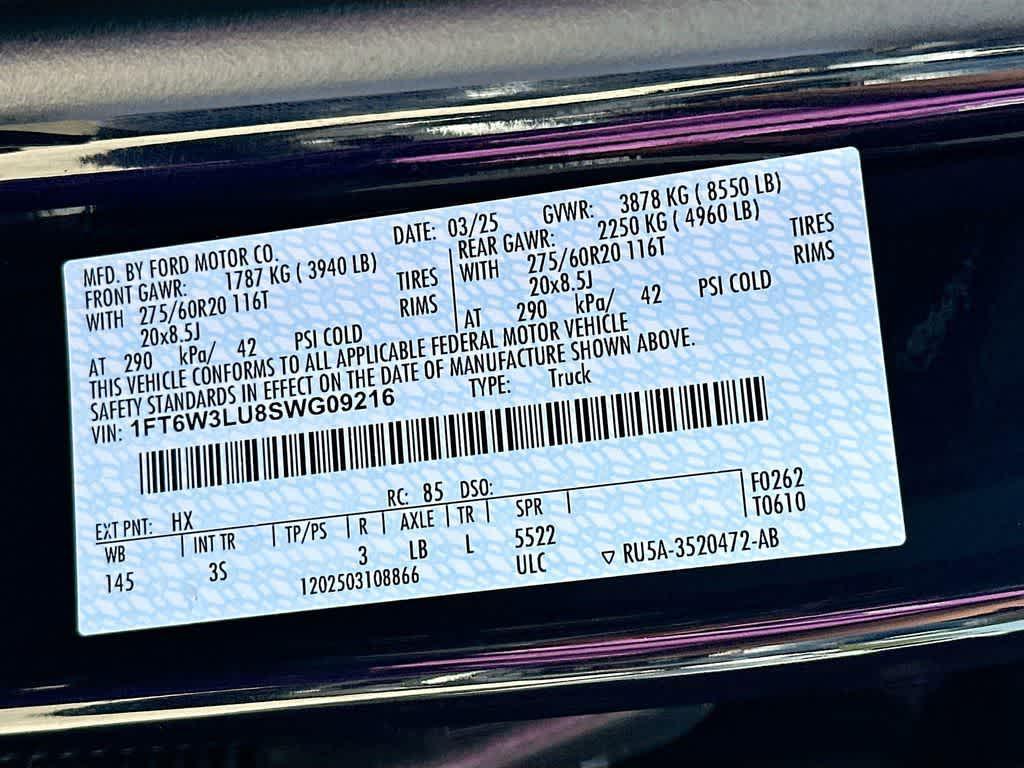 MFD. BY FORD MOTOR CO. DATE: 03/25 GVWR: 3878 KG ( 8550 LB)
FRONT GAWR: 1787 KG ( 3940 LB) REAR GAWR: 2250 KG ( 4960 LB)
WITH 275/60R20 116T TIRES WITH 275/60R20 116T TIRES
20x8.5J RIMS 20x8.5J RIMS
AT 290 kPa/ 42 PSI COLD AT 290 kPa/ 42 PSI COLD
THIS VEHICLE CONFORMS TO ALL APPLICABLE FEDERAL MOTOR VEHICLE
SAFETY STANDARDS IN EFFECT ON THE DATE OF MANUFACTURE SHOWN ABOVE.
VIN: 1FT6W3LU8SWG09216 TYPE: Truck
EXT PNT: HX RC: 85 DSO: F0262
WB INT TR TP/PS R AXLE TR SPR T0610
145 3S 3 LB L 5522
1202503108866 ULC ▽ RU5A-3520472-AB